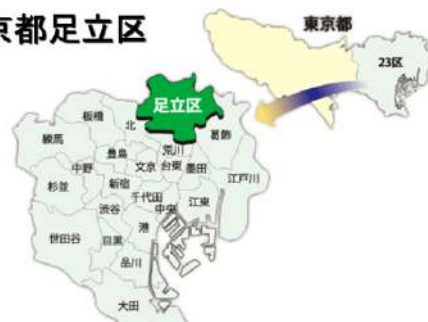 京都足立区
東京都
23区
足立区
板橋
北
葛飾
練馬
荒川
豊島
文京
台東
墨田
中野
新宿
江戸川
杉並
千代田
中央
江東
渋谷
港
世田谷
目黒
品川
大田